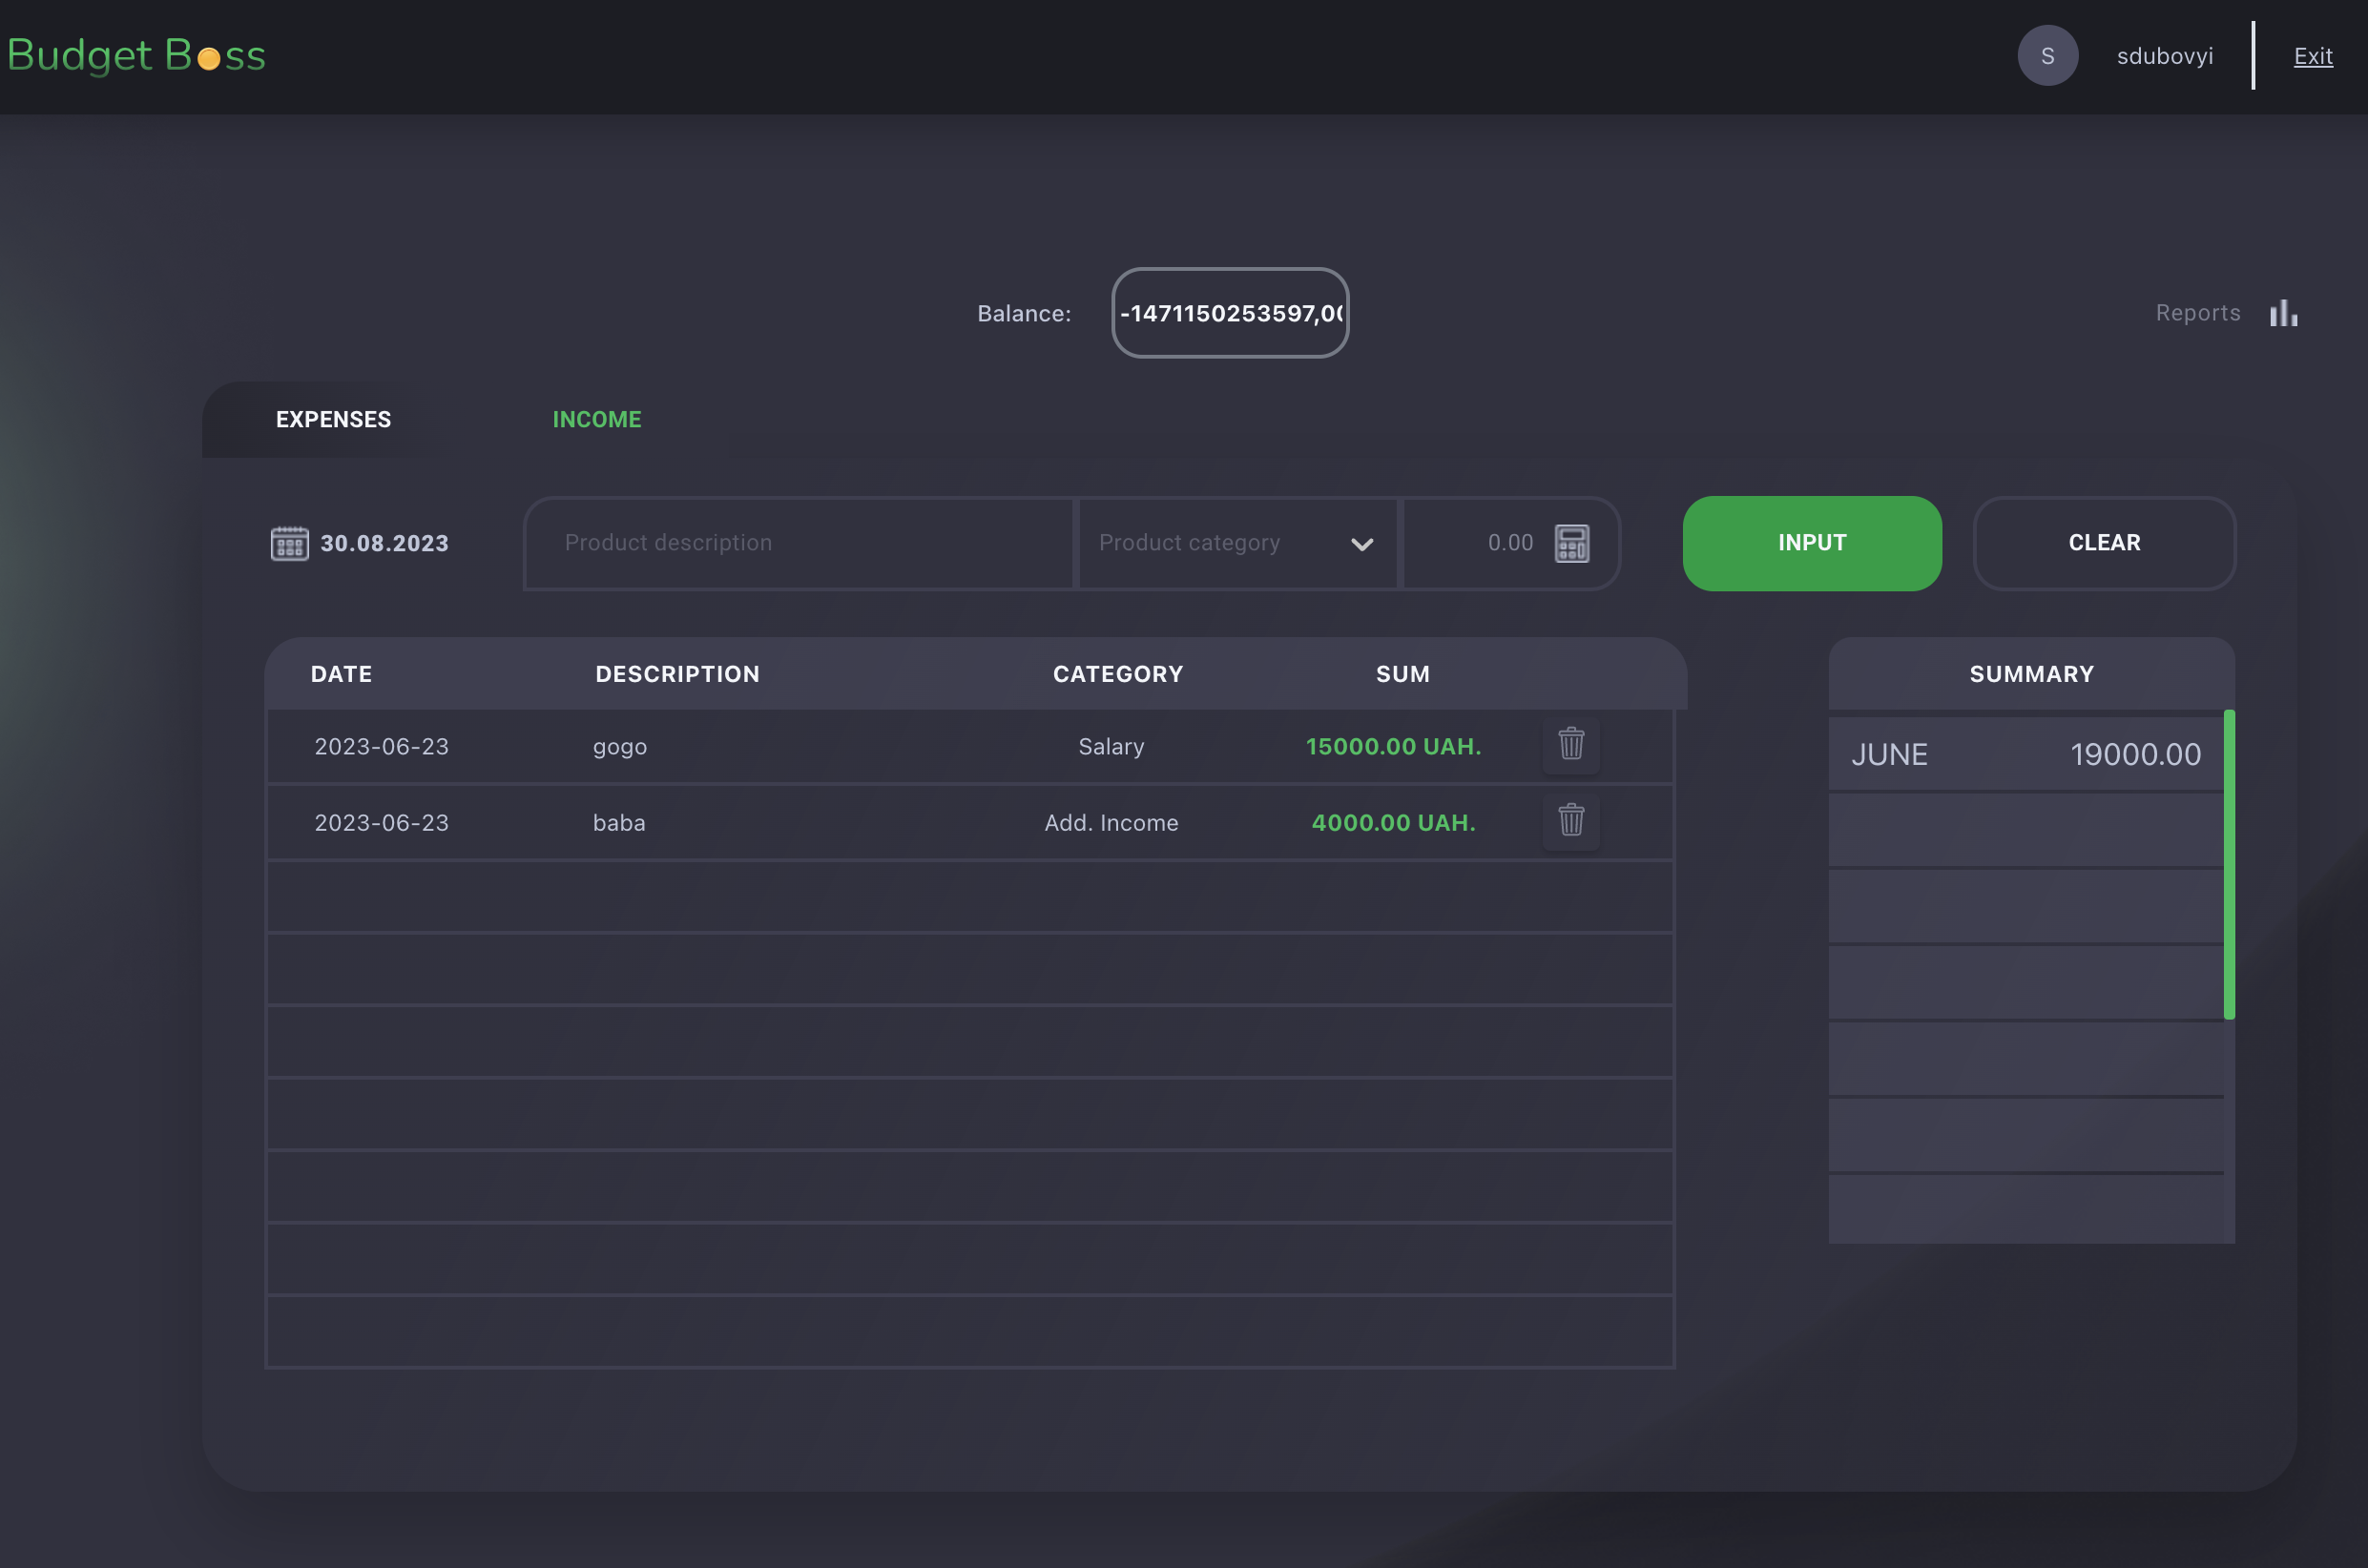 Budget Boss
S sdubovyi Exit
Balance: -1471150253597,00 Reports
EXPENSES INCOME
30.08.2023 Product description Product category 0.00 INPUT CLEAR
DATE DESCRIPTION CATEGORY SUM SUMMARY
2023-06-23 gogo Salary 15000.00 UAH. JUNE 19000.00
2023-06-23 baba Add. Income 4000.00 UAH.